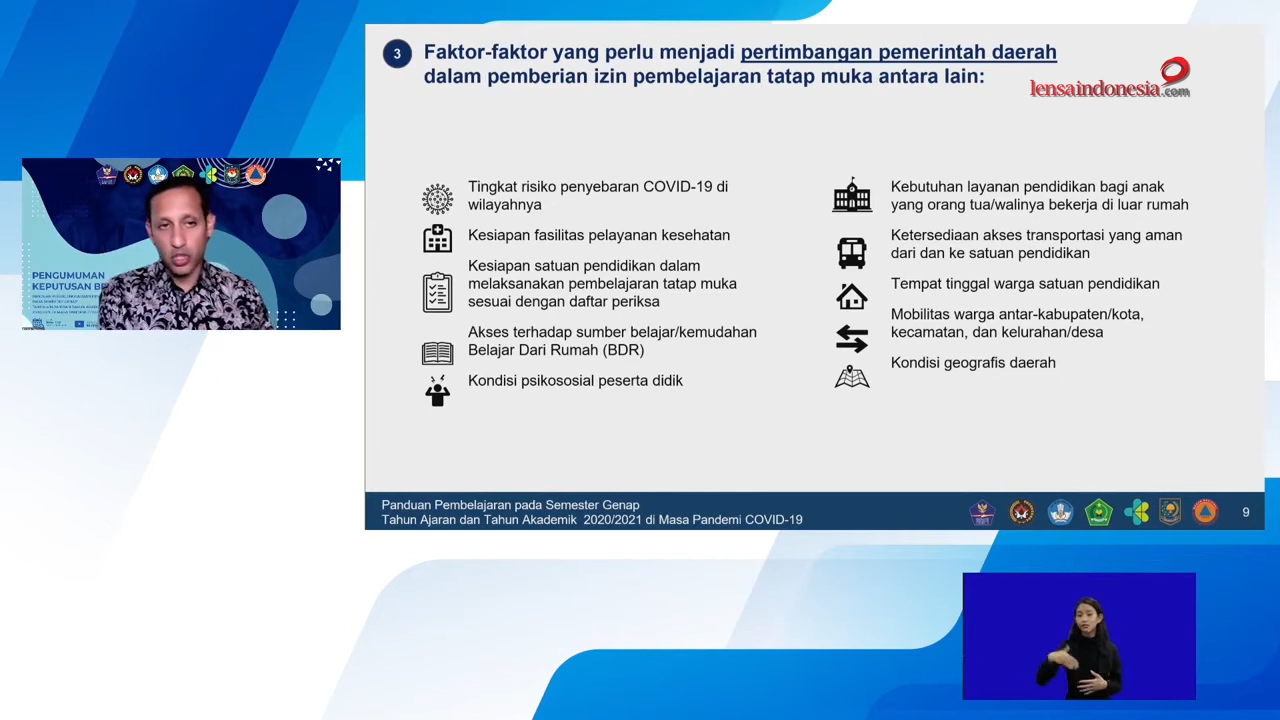 3
Faktor-faktor yang perlu menjadi pertimbangan pemerintah daerah
dalam pemberian izin pembelajaran tatap muka antara lain:
lensaindonesia.com
Tingkat risiko penyebaran COVID-19 di
wilayahnya
Kesiapan fasilitas pelayanan kesehatan
Kesiapan satuan pendidikan dalam
melaksanakan pembelajaran tatap muka
sesuai dengan daftar periksa
Akses terhadap sumber belajar/kemudahan
Belajar Dari Rumah (BDR)
Kondisi psikososial peserta didik
Kebutuhan layanan pendidikan bagi anak
yang orang tua/walinya bekerja di luar rumah
Ketersediaan akses transportasi yang aman
dari dan ke satuan pendidikan
Tempat tinggal warga satuan pendidikan
Mobilitas warga antar-kabupaten/kota,
kecamatan, dan kelurahan/desa
Kondisi geografis daerah
PENGUMUMAN
KEPUTUSAN BE
Panduan Pembelajaran pada Semester Genap
Tahun Ajaran dan Tahun Akademik 2020/2021 di Masa Pandemi COVID-19
9